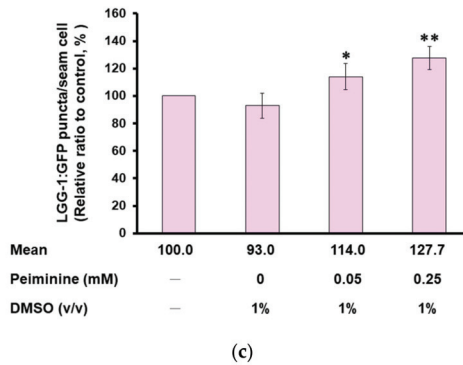 LGG-1:GFP puncta/seam cell
(Relative ratio to control, %)
160
140
120
100
80
60
40
20
0
*
**
Mean 100.0 93.0 114.0 127.7
Peiminine (mM) — 0 0.05 0.25
DMSO (v/v) — 1% 1% 1%
(c)